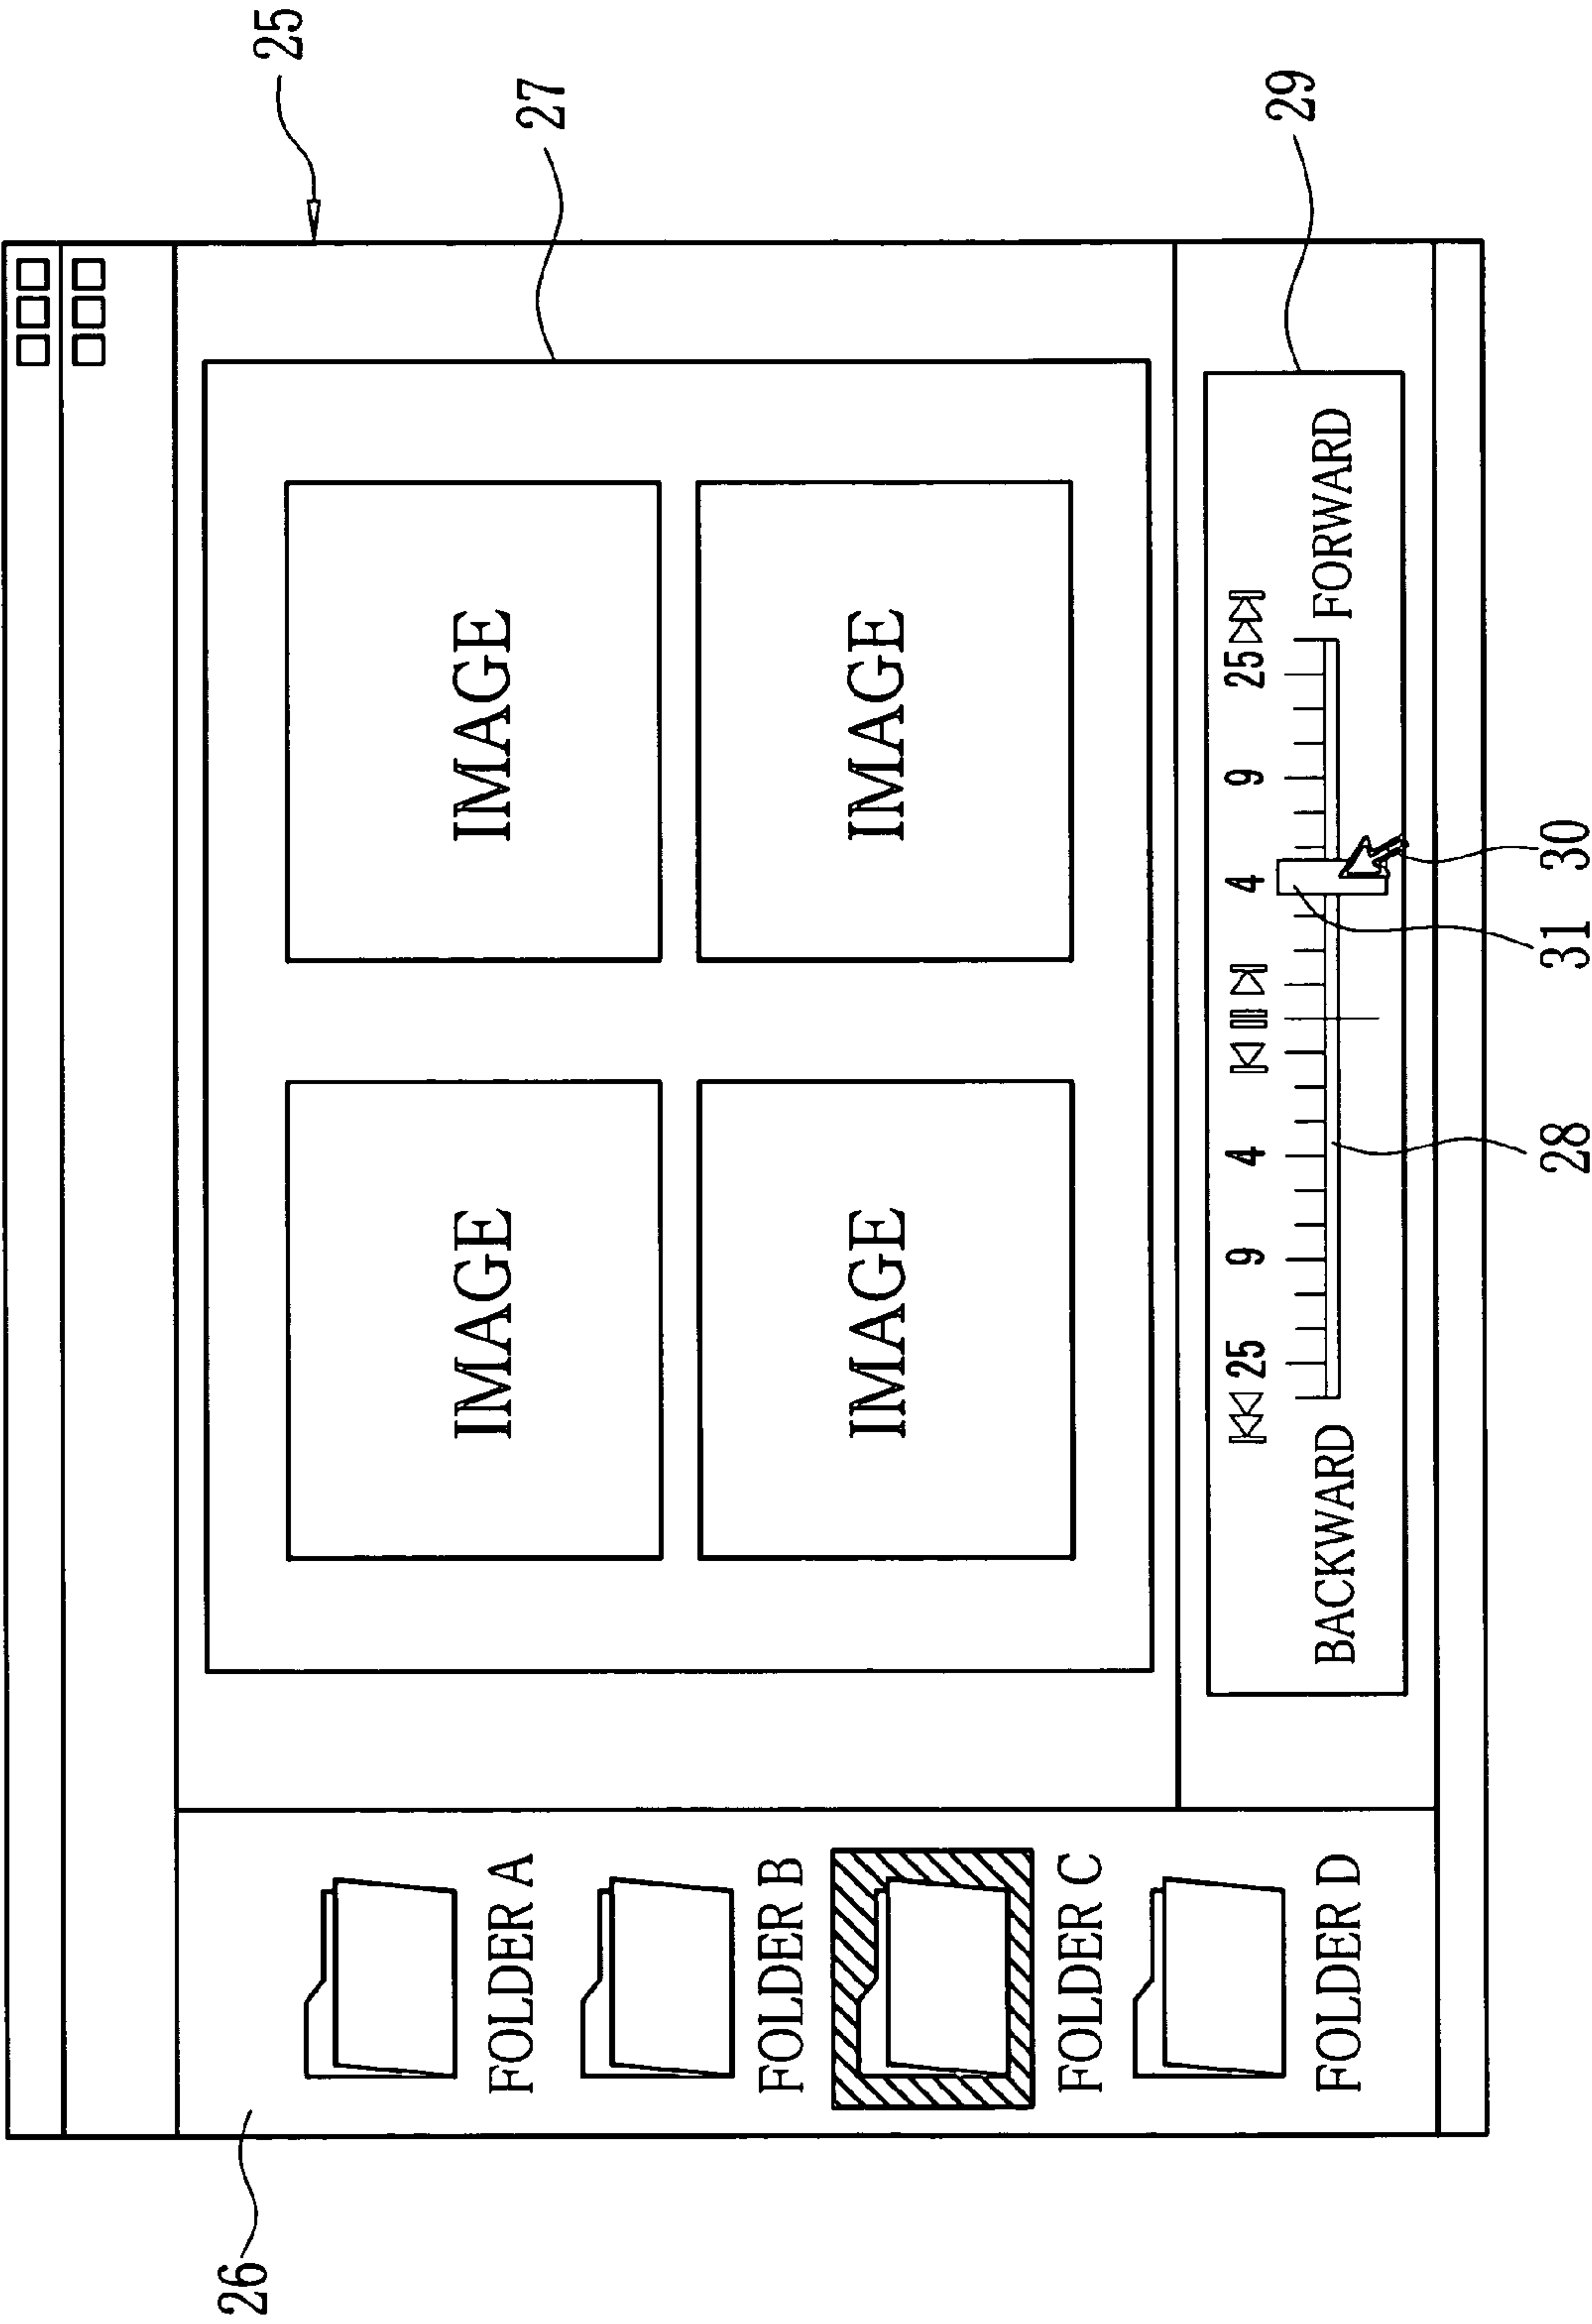 25
27
26
IMAGE IMAGE
FOLDER A
FOLDER B
IMAGE IMAGE
FOLDER C
29
25 9 4 4 9 25
BACKWARD FORWARD
FOLDER D
28 31 30